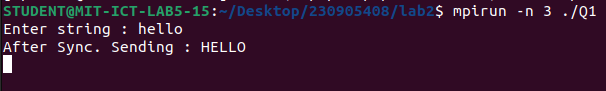 STUDENT@MIT-ICT-LAB5-15:~/Desktop/230905408/lab2$ mpirun -n 3 ./Q1
Enter string : hello
After Sync. Sending : HELLO